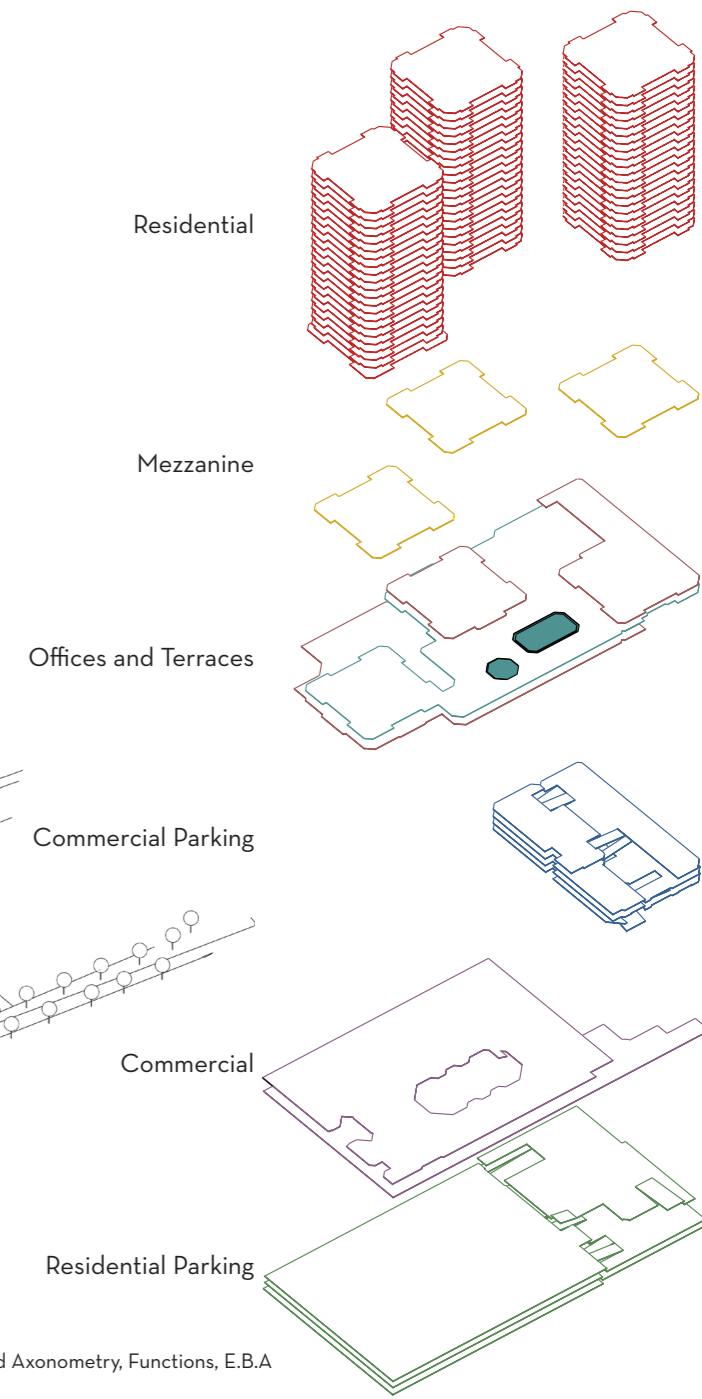 Residential
Mezzanine
Offices and Terraces
Commercial Parking
Commercial
Residential Parking
Axonometry, Functions, E.B.A